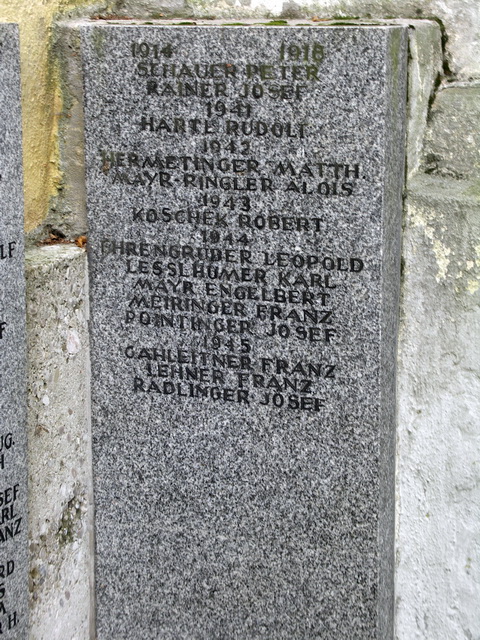 1914 1918
SCHAUER PETER
RAINER JOSEF
1941
HARTL RUDOLF
1942
HERMETINGER MATTH.
MAYR-RINGLER ALOIS
1943
KOSCHEK ROBERT
1944
EHRENGRUBER LEOPOLD
LESSLHUMER KARL
MAYR ENGELBERT
MEIRINGER FRANZ
POINTINGER JOSEF
1945
GAHLEITNER FRANZ
LEHNER FRANZ
RADLINGER JOSEF